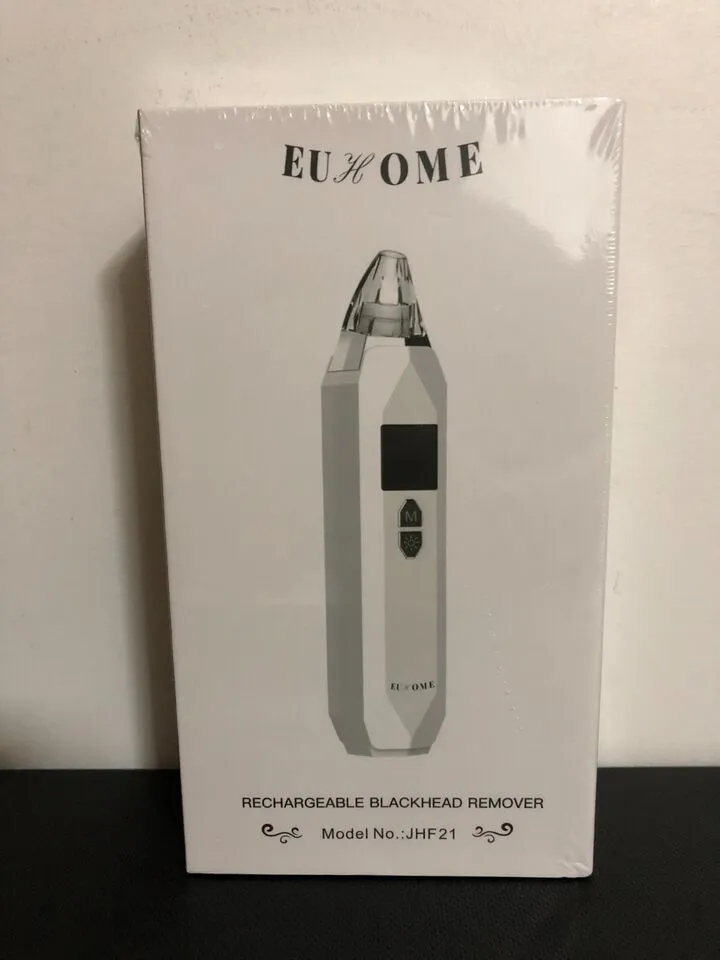 EUHOME
M
EUHOME
RECHARGEABLE BLACKHEAD REMOVER
Model No.:JHF21